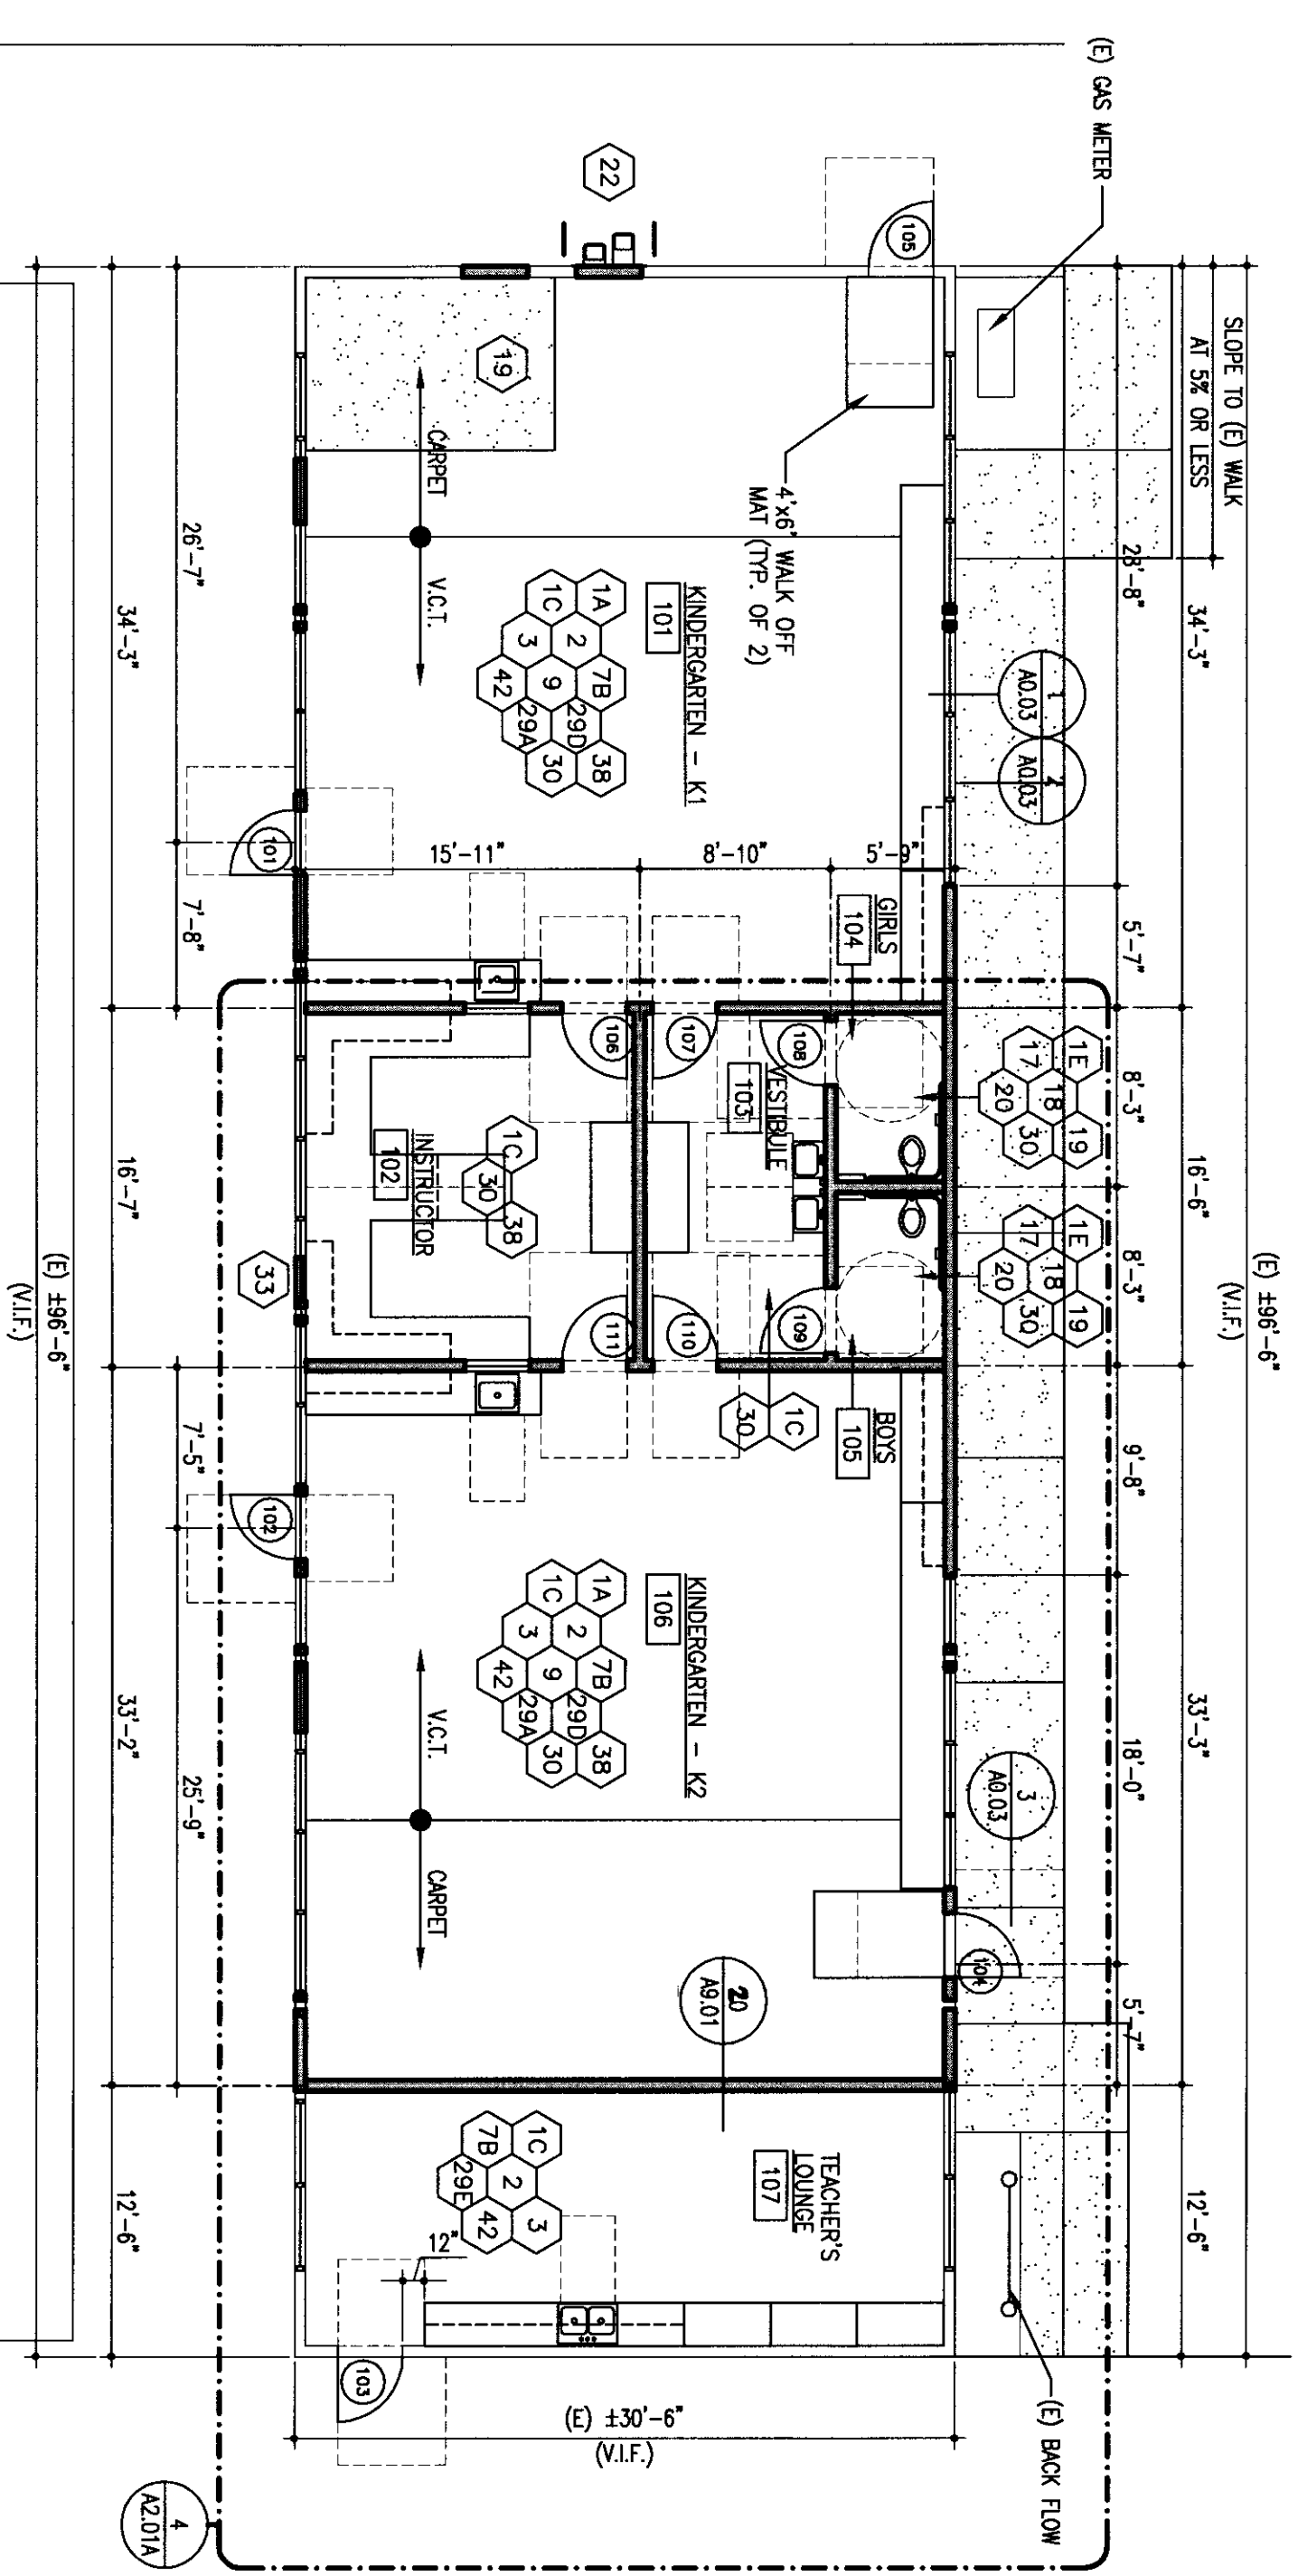 (E) ±96'-6"
(V.I.F.)
SLOPE TO (E) WALK
AT 5% OR LESS
34'-3"
16'-6"
33'-3"
12'-6"
28'-8"
5'-7"
8'-3"
8'-3"
9'-8"
18'-0"
5'-7"
(E) GAS METER
1
A0.03
2
A0.03
1E
17
18
19
20
30
1E
17
18
19
20
30
3
A0.03
(E) BACK FLOW
105
22
4'x6' WALK OFF
MAT (TYP. OF 2)
19
CARPET
V.C.T.
KINDERGARTEN - K1
101
1A
2
7B
29D
38
1C
3
9
29A
30
42
5'-9"
8'-10"
15'-11"
GIRLS
104
108
107
106
VESTIBULE
103
INSTRUCTOR
102
1C
30
38
109
110
111
BOYS
105
1C
30
KINDERGARTEN - K2
106
1A
2
7B
29D
38
1C
3
9
29A
30
42
V.C.T.
CARPET
104
20
A9.01
TEACHER'S
LOUNGE
107
1C
2
3
7B
29E
42
12"
103
(E) ±30'-6"
(V.I.F.)
101
33
102
26'-7"
7'-8"
7'-5"
25'-9"
34'-3"
16'-7"
33'-2"
12'-6"
4
A2.01A
(E) ±96'-6"
(V.I.F.)